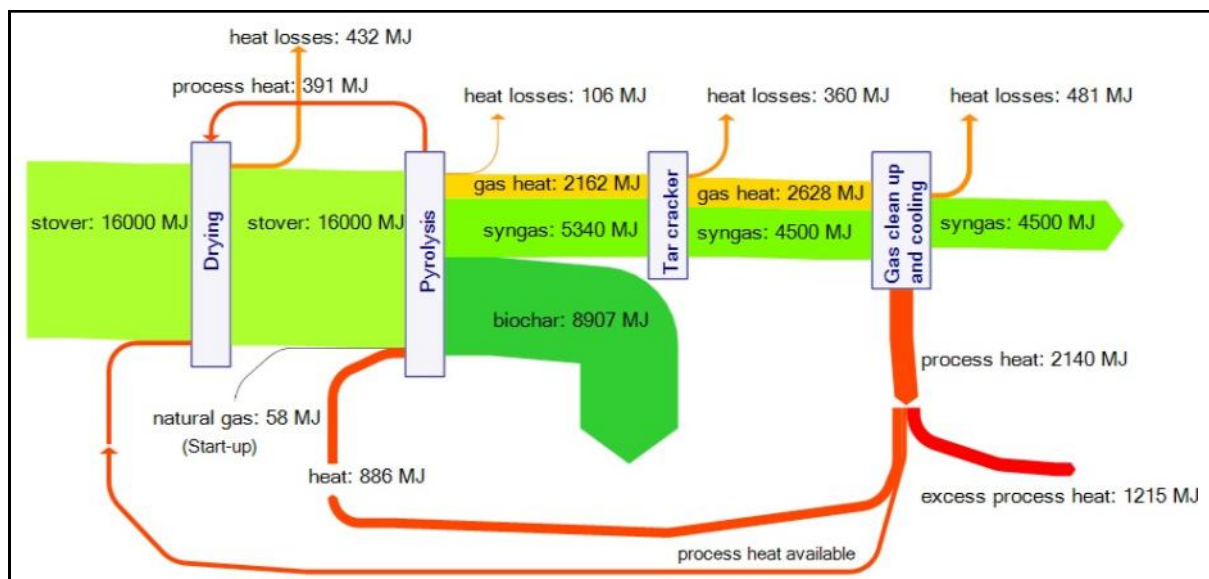 heat losses: 432 MJ
process heat: 391 MJ
heat losses: 106 MJ
heat losses: 360 MJ
heat losses: 481 MJ
stover: 16000 MJ
Drying
stover: 16000 MJ
Pyrolysis
gas heat: 2162 MJ
syngas: 5340 MJ
Tar cracker
gas heat: 2628 MJ
syngas: 4500 MJ
Gas clean up
and cooling
syngas: 4500 MJ
biochar: 8907 MJ
process heat: 2140 MJ
natural gas: 58 MJ
(Start-up)
heat: 886 MJ
excess process heat: 1215 MJ
process heat available